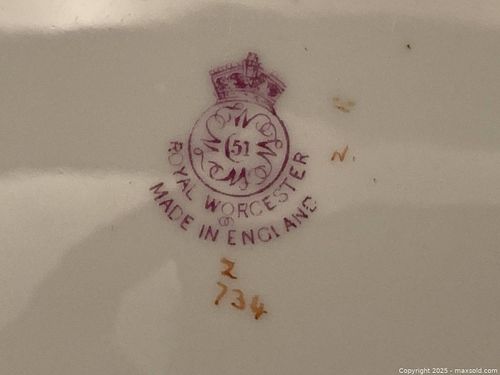 51
ROYAL WORCESTER
MADE IN ENGLAND
N.
Z
734
Copyright 2025 - maxsold.com